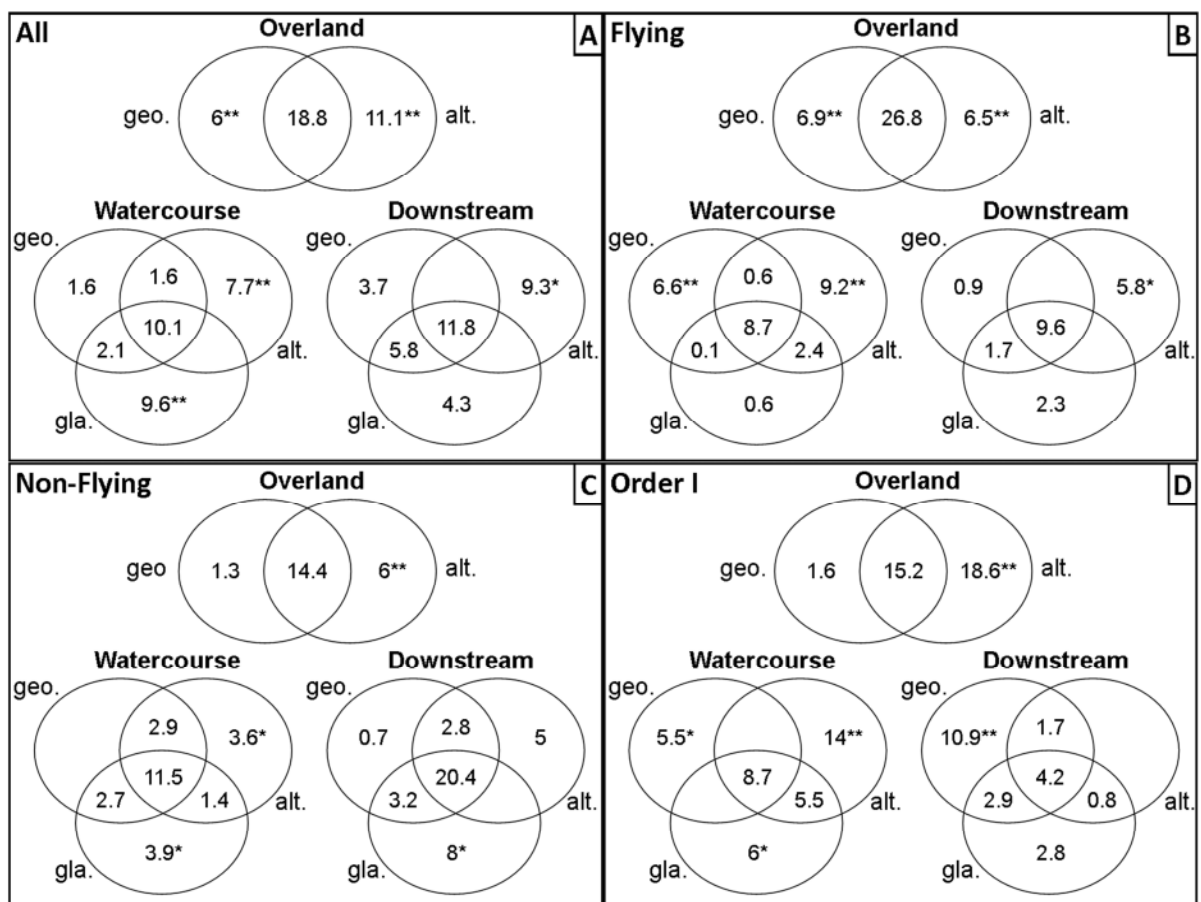 All Overland A
geo. 6** 18.8 11.1** alt.
Watercourse Downstream
geo. geo.
1.6 1.6 7.7** 3.7 9.3*
10.1 11.8
2.1 alt. 5.8 alt.
9.6** 4.3
gla. gla.
Flying Overland B
geo. 6.9** 26.8 6.5** alt.
Watercourse Downstream
geo. geo.
6.6** 0.6 9.2** 0.9 5.8*
8.7 9.6
0.1 2.4 alt. 1.7 alt.
0.6 2.3
gla. gla.
Non-Flying Overland C
geo 1.3 14.4 6** alt.
Watercourse Downstream
geo. geo.
2.9 3.6* 0.7 2.8 5
11.5 20.4
2.7 1.4 alt. 3.2 alt.
3.9* 8*
gla. gla.
Order I Overland D
geo. 1.6 15.2 18.6** alt.
Watercourse Downstream
geo. geo.
5.5* 14** 10.9** 1.7
8.7 4.2
5.5 alt. 2.9 0.8 alt.
6* 2.8
gla. gla.